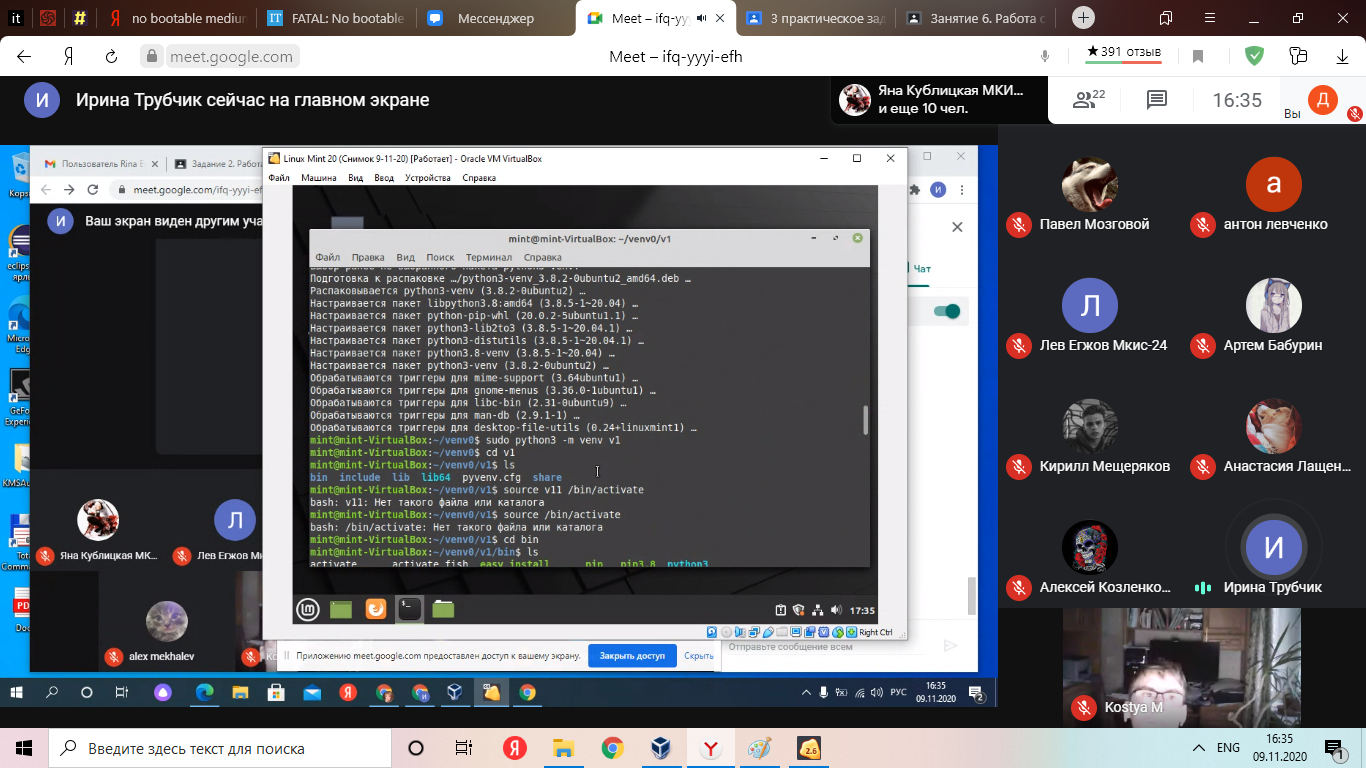 no bootable medium
FATAL: No bootable
Мессенджер
Meet – ifq-yyy
3 практическое зад
Занятие 6. Работа с
meet.google.com
Meet – ifq-yyyi-efh
★391 отзыв
И
Ирина Трубчик сейчас на главном экране
Яна Кублицкая МКИ...
и еще 10 чел.
22
16:35
Вы
Д
Пользователь Rina
Задание 2. Работа
meet.google.com/ifq-yyyi-ef
И
Ваш экран виден другим уча
Linux Mint 20 (Снимок 9-11-20) [Работает] - Oracle VM VirtualBox
Файл Машина Вид Ввод Устройства Справка
mint@mint-VirtualBox: ~/venv0/v1
Файл Правка Вид Поиск Терминал Справка
Подготовка к распаковке …/python3-venv_3.8.2-0ubuntu2_amd64.deb …
Распаковывается python3-venv (3.8.2-0ubuntu2) …
Настраивается пакет libpython3.8:amd64 (3.8.5-1~20.04) …
Настраивается пакет python-pip-whl (20.0.2-5ubuntu1.1) …
Настраивается пакет python3-lib2to3 (3.8.5-1~20.04.1) …
Настраивается пакет python3-distutils (3.8.5-1~20.04.1) …
Настраивается пакет python3.8-venv (3.8.5-1~20.04) …
Настраивается пакет python3-venv (3.8.2-0ubuntu2) …
Обрабатываются триггеры для mime-support (3.64ubuntu1) …
Обрабатываются триггеры для gnome-menus (3.36.0-1ubuntu1) …
Обрабатываются триггеры для libc-bin (2.31-0ubuntu9) …
Обрабатываются триггеры для man-db (2.9.1-1) …
Обрабатываются триггеры для desktop-file-utils (0.24+linuxmint1) …
mint@mint-VirtualBox:~/venv0$ sudo python3 -m venv v1
mint@mint-VirtualBox:~/venv0$ cd v1
mint@mint-VirtualBox:~/venv0/v1$ ls
bin include lib lib64 pyvenv.cfg share
mint@mint-VirtualBox:~/venv0/v1$ source v11 /bin/activate
bash: v11: Нет такого файла или каталога
mint@mint-VirtualBox:~/venv0/v1$ source /bin/activate
bash: /bin/activate: Нет такого файла или каталога
mint@mint-VirtualBox:~/venv0/v1$ cd bin
mint@mint-VirtualBox:~/venv0/v1/bin$ ls
activate activate.fish easy_install pip pip3.8 python3
17:35
Right Ctrl
Чат
Отправьте сообщение всем
Приложению meet.google.com предоставлен доступ к вашему экрану.
Закрыть доступ
Скрыть
Яна Кублицкая МК...
Л
Лев Егжов Мкис-24
alex mekhalev
РУС
16:35
09.11.2020
2
Павел Мозговой
а
антон левченко
Л
Лев Егжов Мкис-24
Артем Бабурин
Кирилл Мещеряков
Анастасия Лащен...
Алексей Козленко...
И
Ирина Трубчик
Kostya M
Введите здесь текст для поиска
2.6
ENG
16:35
09.11.2020
1